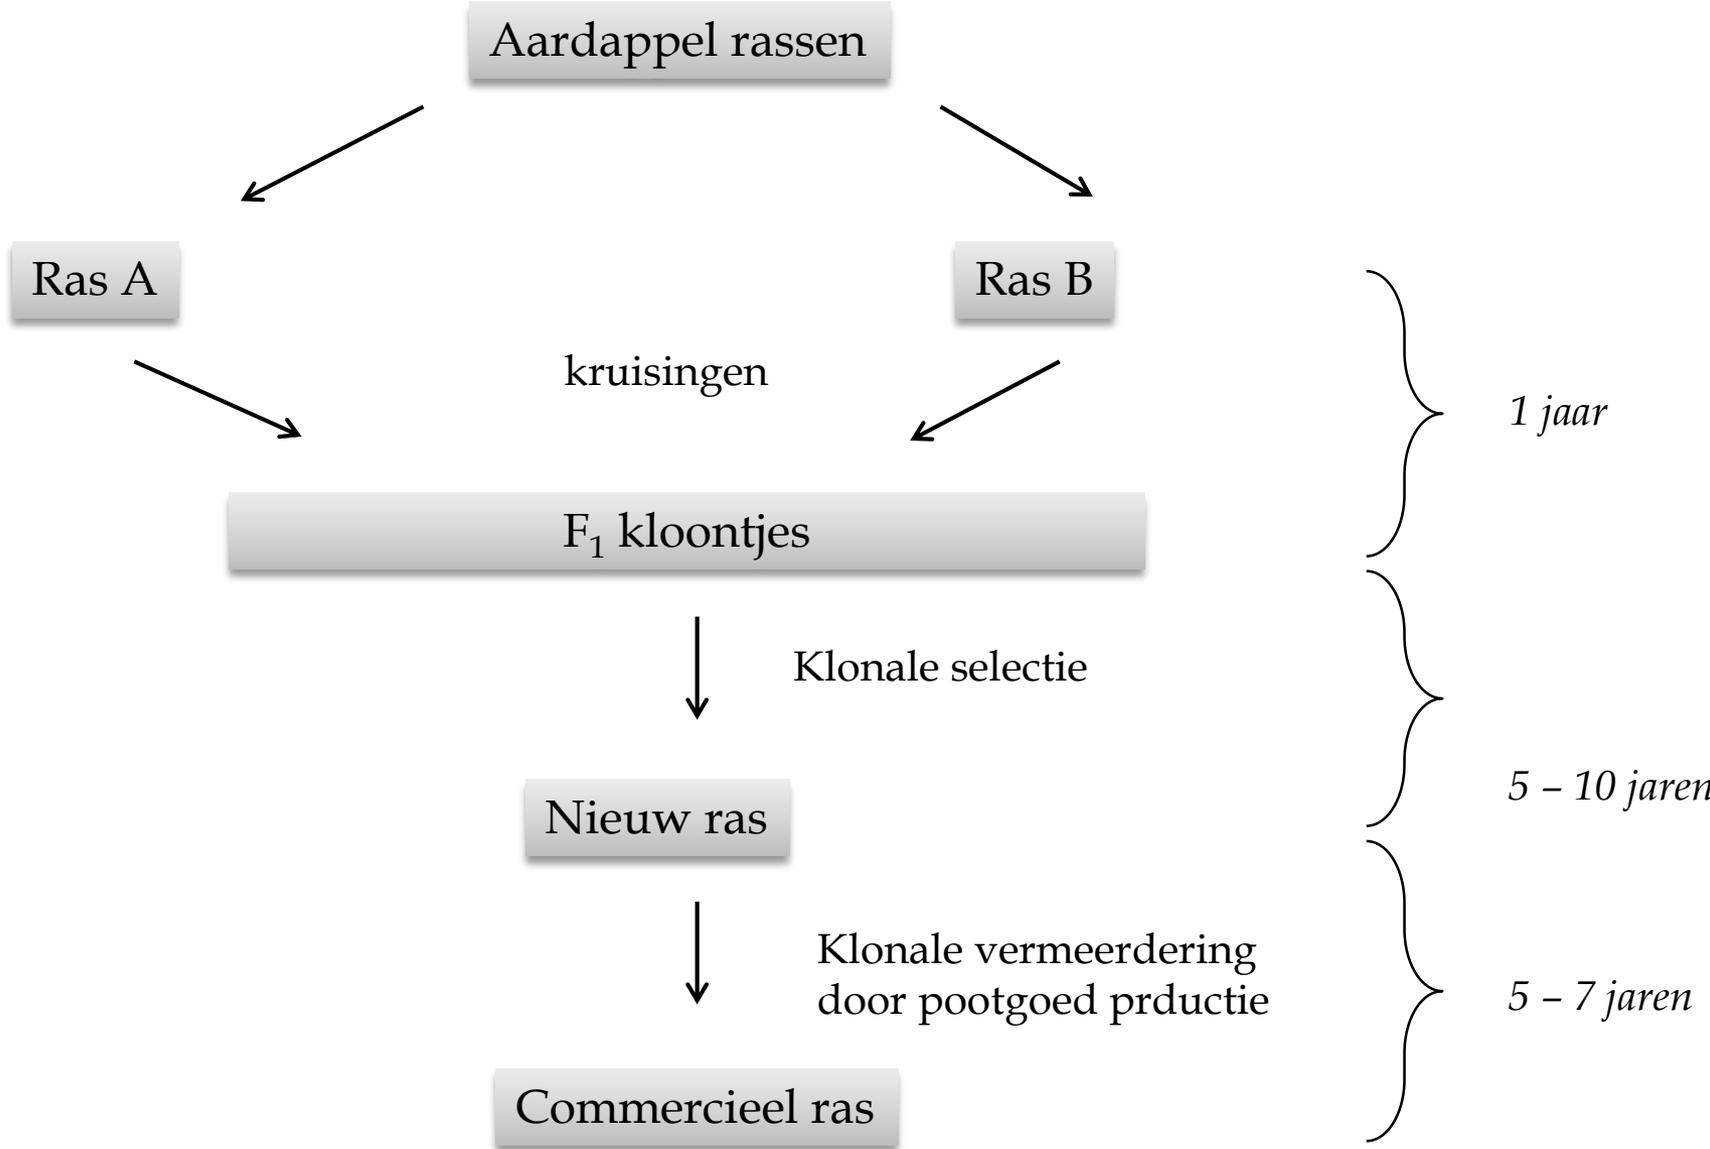 Aardappel rassen
Ras A
Ras B
kruisingen
1 jaar
F₁ kloontjes
Klonale selectie
5 – 10 jaren
Nieuw ras
Klonale vermeerdering
door pootgoed prductie
5 – 7 jaren
Commercieel ras